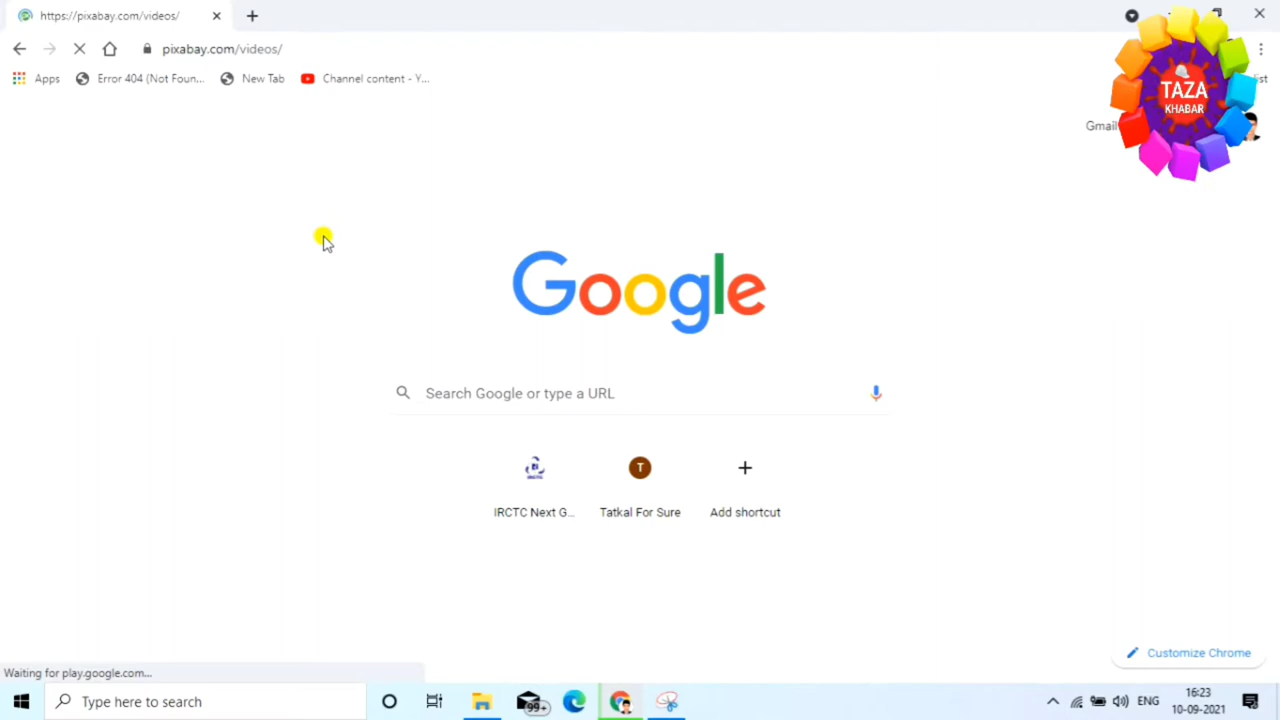 https://pixabay.com/videos/
pixabay.com/videos/
Apps
Error 404 (Not Foun...
New Tab
Channel content - Y...
Gmail
TAZA
KHABAR
Google
Search Google or type a URL
T
IRCTC Next G...
Tatkal For Sure
Add shortcut
Customize Chrome
Waiting for play.google.com...
Type here to search
99+
ENG
16:23
10-09-2021